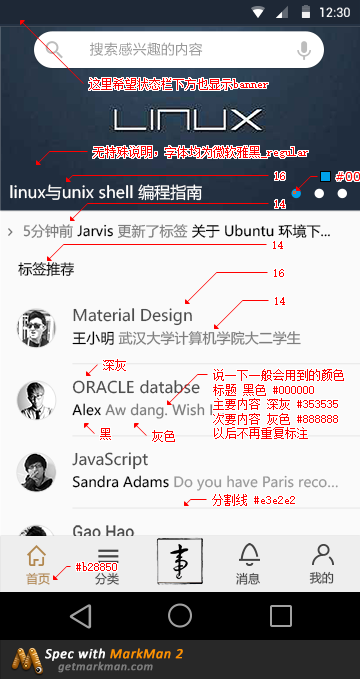 12:30
搜索感兴趣的内容
这里希望状态栏下方也显示banner
LINUX
无特殊说明，字体均为微软雅黑_regular
16
#00
linux与unix shell 编程指南
14
5分钟前 Jarvis 更新了标签 关于 Ubuntu 环境下...
标签推荐
14
16
14
Material Design
王小明 武汉大学计算机学院大二学生
深灰
说一下一般会用到的颜色
标题 黑色 #000000
主要内容 深灰 #353535
次要内容 灰色 #888888
以后不再重复标注
ORACLE databse
Alex Aw dang. Wish I
黑
灰色
JavaScript
Sandra Adams Do you have Paris reco...
分割线 #e3e2e2
Gao Hao
#b28850
首页
分类
事
消息
我的
Spec with MarkMan 2
getmarkman.com